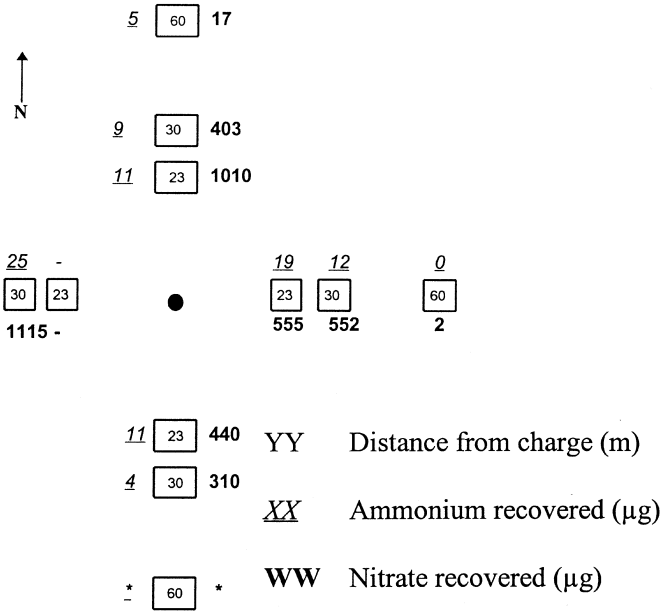 5 60 17
N
9 30 403
11 23 1010
25 - 19 12 0
30 23 23 30 60
1115 - 555 552 2
11 23 440 YY Distance from charge (m)
4 30 310
XX Ammonium recovered (µg)
* 60 * WW Nitrate recovered (µg)